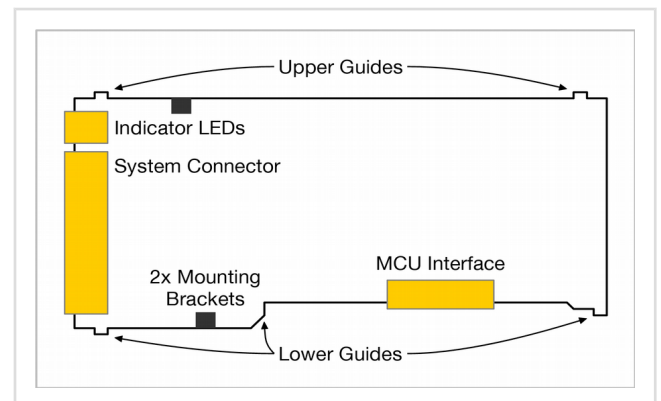 Upper Guides
Indicator LEDs
System Connector
MCU Interface
2x Mounting
Brackets
Lower Guides